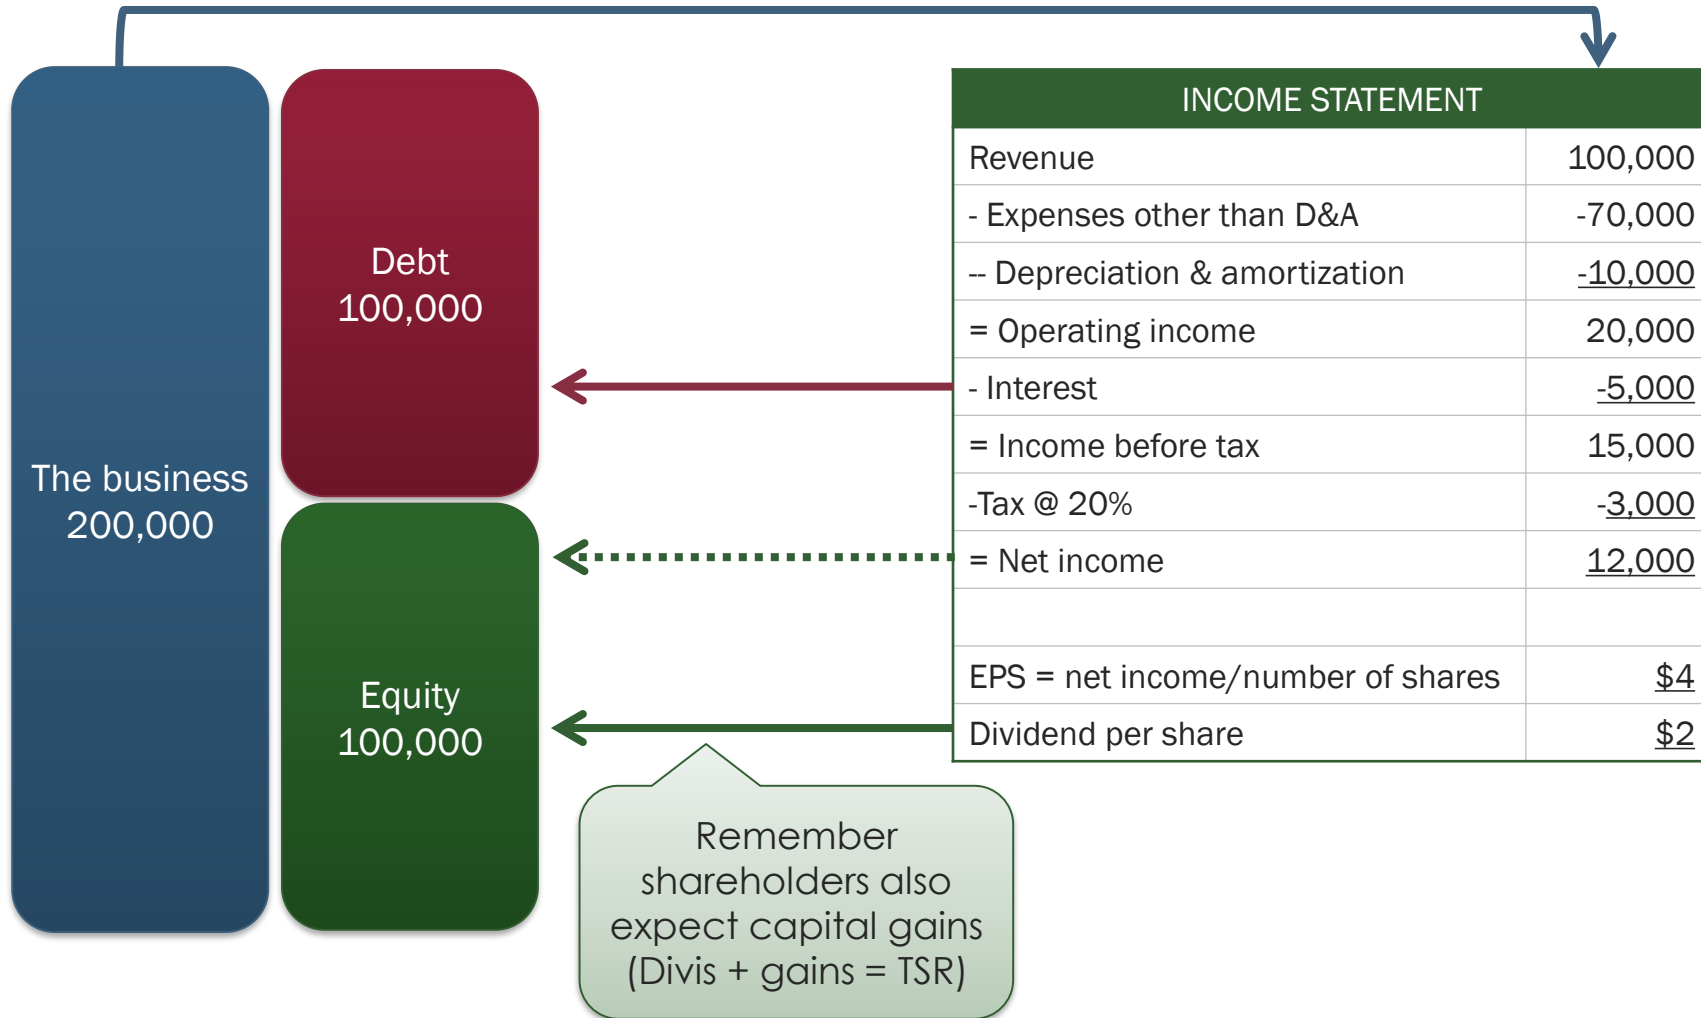 The business
200,000
Debt
100,000
Equity
100,000
INCOME STATEMENT
Revenue 100,000
- Expenses other than D&A -70,000
-- Depreciation & amortization -10,000
= Operating income 20,000
- Interest -5,000
= Income before tax 15,000
-Tax @ 20% -3,000
= Net income 12,000
EPS = net income/number of shares $4
Dividend per share $2
Remember
shareholders also
expect capital gains
(Divis + gains = TSR)